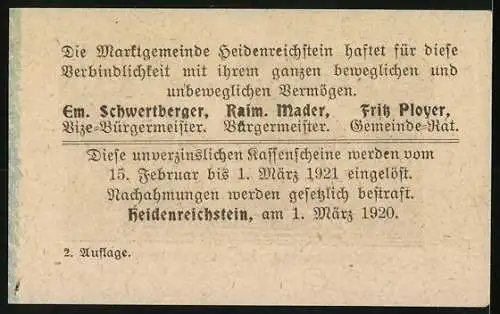 Die Marktgemeinde Heidenreichstein haftet für diese
Verbindlichkeit mit ihrem ganzen beweglichen und
unbeweglichen Vermögen.
Em. Schwertberger, Raim. Mader, Fritz Ployer,
Vize-Bürgermeister. Bürgermeister. Gemeinde-Rat.
Diese unverzinslichen Kassenscheine werden vom
15. Februar bis 1. März 1921 eingelöst.
Nachahmungen werden gesetzlich bestraft.
Heidenreichstein, am 1. März 1920.
2. Auflage.